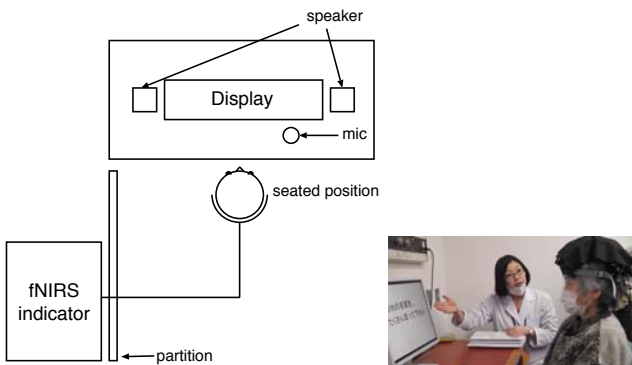 speaker
Display
mic
seated position
fNIRS
indicator
partition